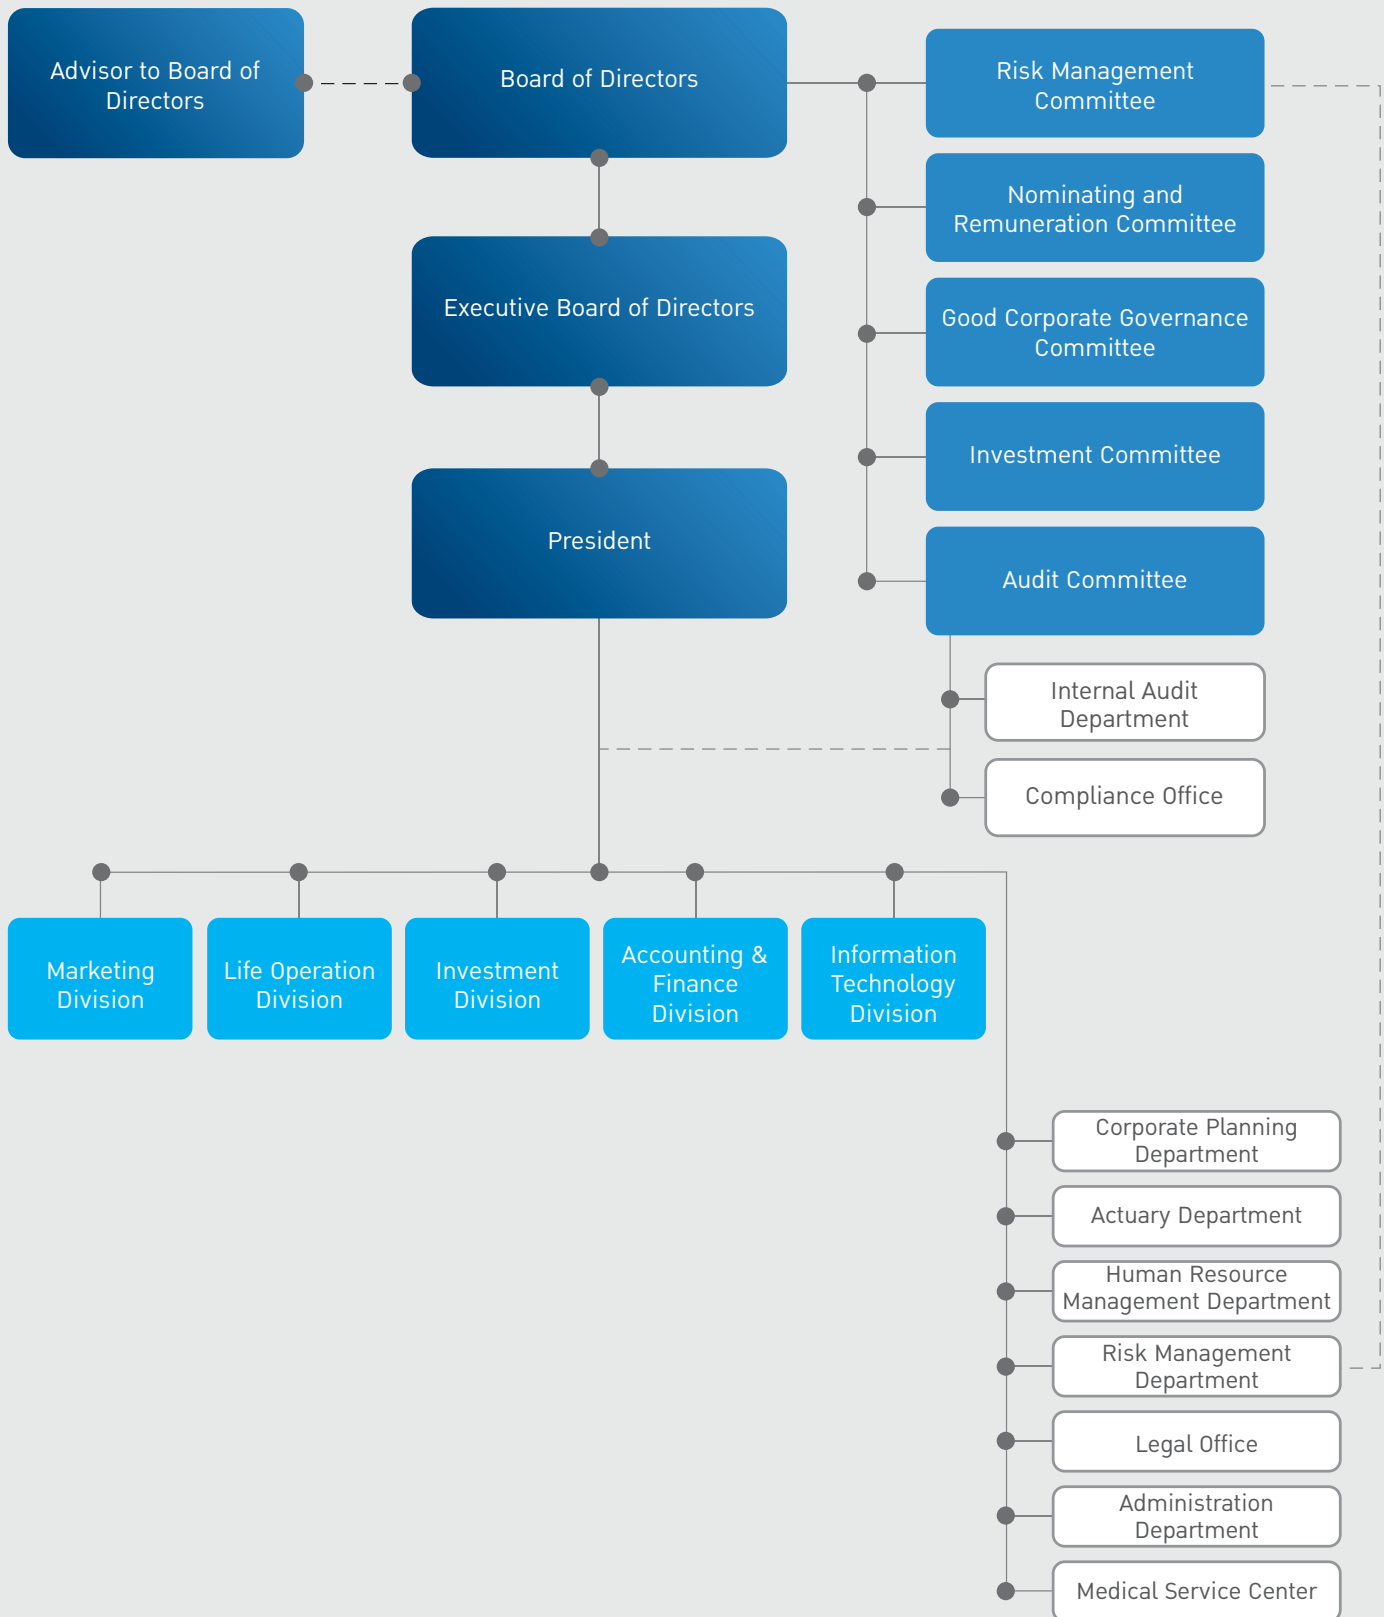 Advisor to Board of
Directors
Board of Directors
Risk Management
Committee
Nominating and
Remuneration Committee
Executive Board of Directors
Good Corporate Governance
Committee
Investment Committee
President
Audit Committee
Internal Audit
Department
Compliance Office
Marketing
Division
Life Operation
Division
Investment
Division
Accounting &
Finance
Division
Information
Technology
Division
Corporate Planning
Department
Actuary Department
Human Resource
Management Department
Risk Management
Department
Legal Office
Administration
Department
Medical Service Center